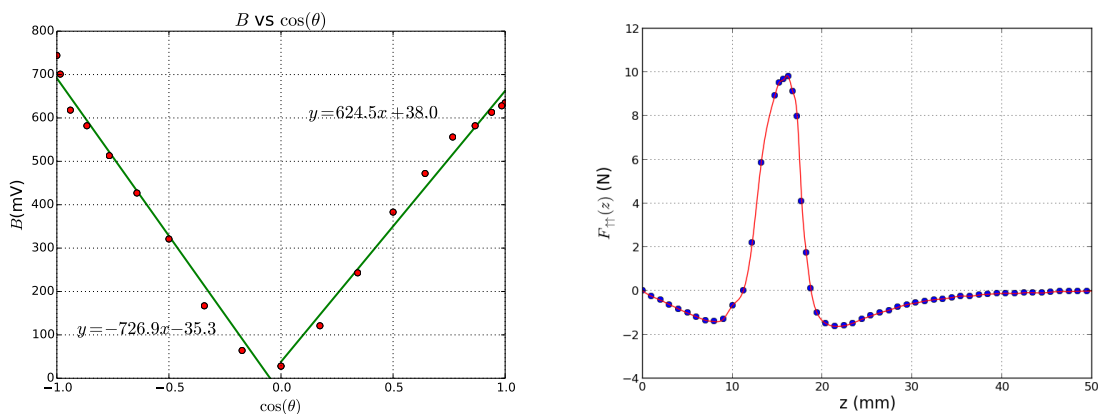 B vs cos(θ)
800
700
600
500
400
300
200
100
0
B(mV)
y=624.5x+38.0
y=−726.9x−35.3
−1.0 −0.5 0.0 0.5 1.0
cos(θ)
12
10
8
6
4
2
0
−2
−4
F↑↑(z) (N)
0 10 20 30 40 50
z (mm)